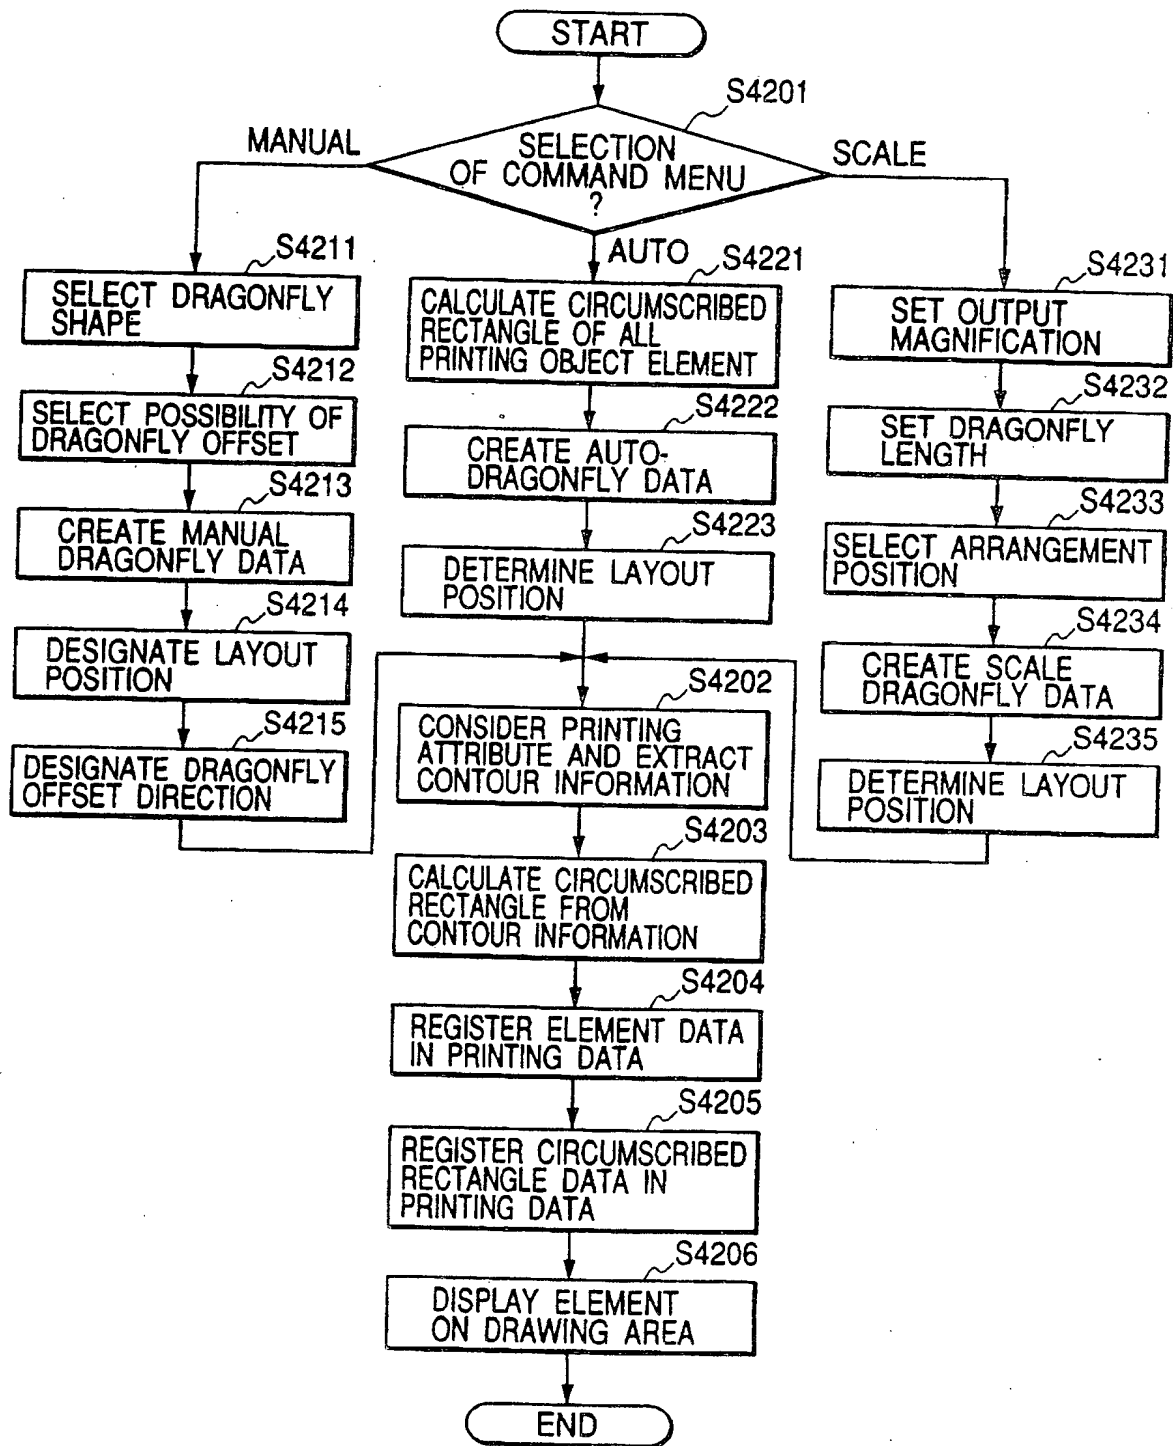 START
S4201
SELECTION
OF COMMAND MENU
?
MANUAL
SCALE
AUTO
S4211
SELECT DRAGONFLY
SHAPE
S4212
SELECT POSSIBILITY OF
DRAGONFLY OFFSET
S4213
CREATE MANUAL
DRAGONFLY DATA
S4214
DESIGNATE LAYOUT
POSITION
S4215
DESIGNATE DRAGONFLY
OFFSET DIRECTION
S4221
CALCULATE CIRCUMSCRIBED
RECTANGLE OF ALL
PRINTING OBJECT ELEMENT
S4222
CREATE AUTO-
DRAGONFLY DATA
S4223
DETERMINE LAYOUT
POSITION
S4231
SET OUTPUT
MAGNIFICATION
S4232
SET DRAGONFLY
LENGTH
S4233
SELECT ARRANGEMENT
POSITION
S4234
CREATE SCALE
DRAGONFLY DATA
S4235
DETERMINE LAYOUT
POSITION
S4202
CONSIDER PRINTING
ATTRIBUTE AND EXTRACT
CONTOUR INFORMATION
S4203
CALCULATE CIRCUMSCRIBED
RECTANGLE FROM
CONTOUR INFORMATION
S4204
REGISTER ELEMENT DATA
IN PRINTING DATA
S4205
REGISTER CIRCUMSCRIBED
RECTANGLE DATA IN
PRINTING DATA
S4206
DISPLAY ELEMENT
ON DRAWING AREA
END